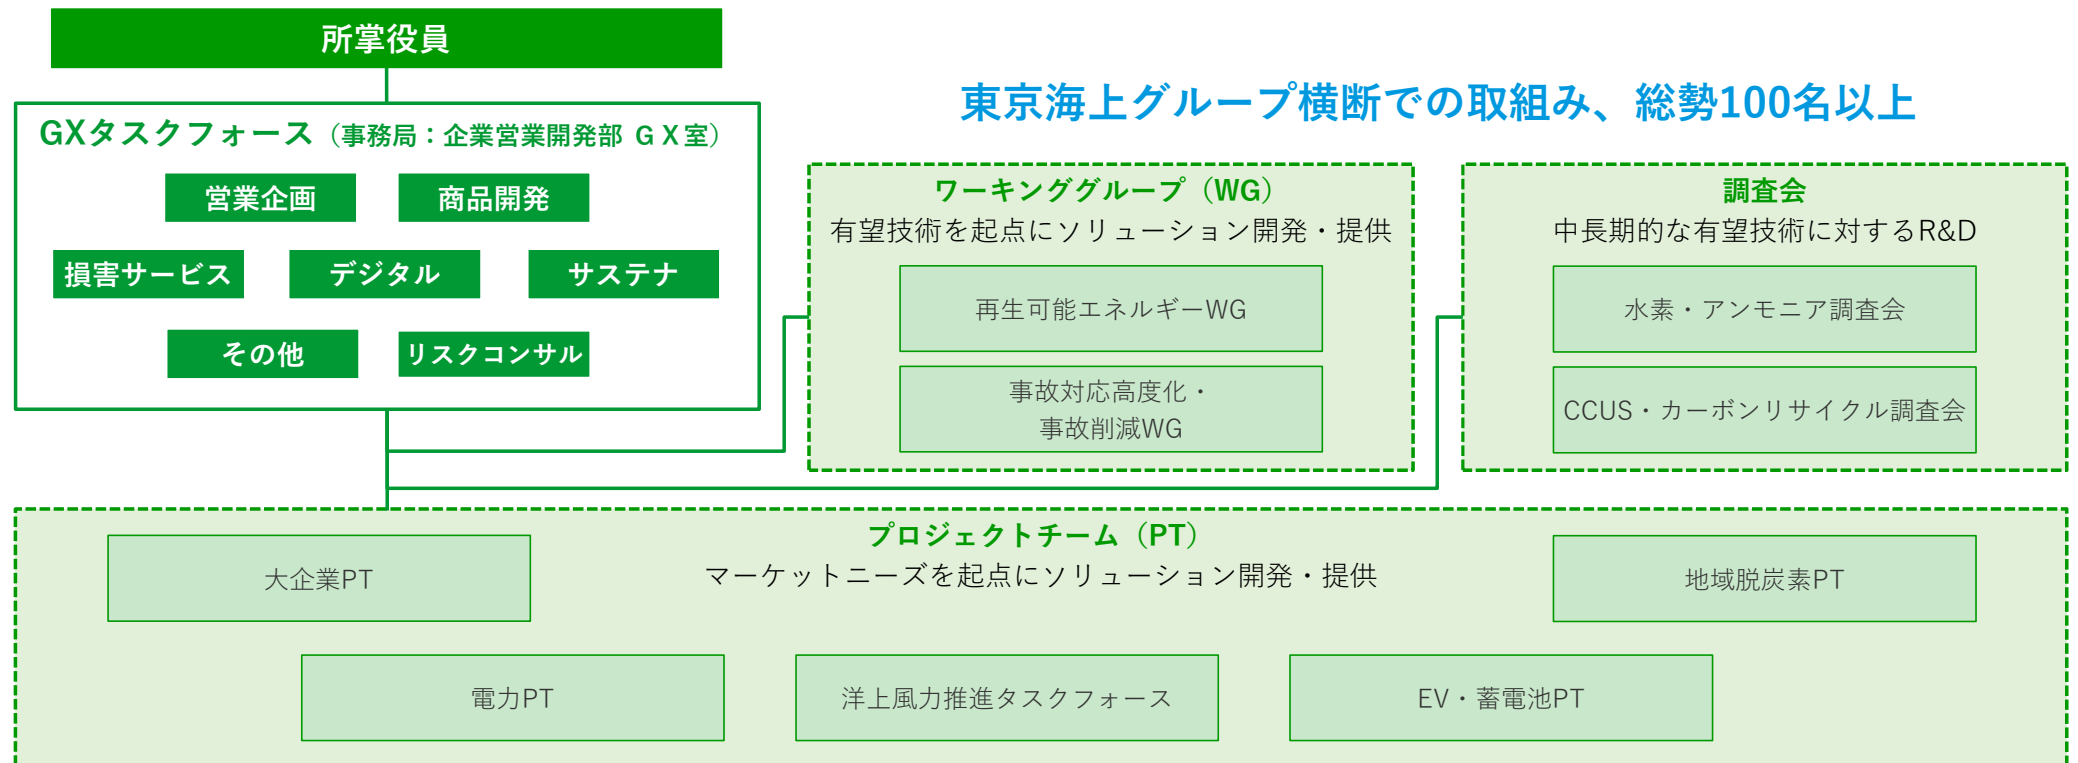 所掌役員
東京海上グループ横断での取組み、総勢100名以上
GXタスクフォース（事務局：企業営業開発部 ＧＸ室）
営業企画
商品開発
損害サービス
デジタル
サステナ
その他
リスクコンサル
ワーキンググループ（WG）
有望技術を起点にソリューション開発・提供
再生可能エネルギーWG
事故対応高度化・
事故削減WG
調査会
中長期的な有望技術に対するR&D
水素・アンモニア調査会
CCUS・カーボンリサイクル調査会
プロジェクトチーム（PT）
マーケットニーズを起点にソリューション開発・提供
大企業PT
地域脱炭素PT
電力PT
洋上風力推進タスクフォース
EV・蓄電池PT